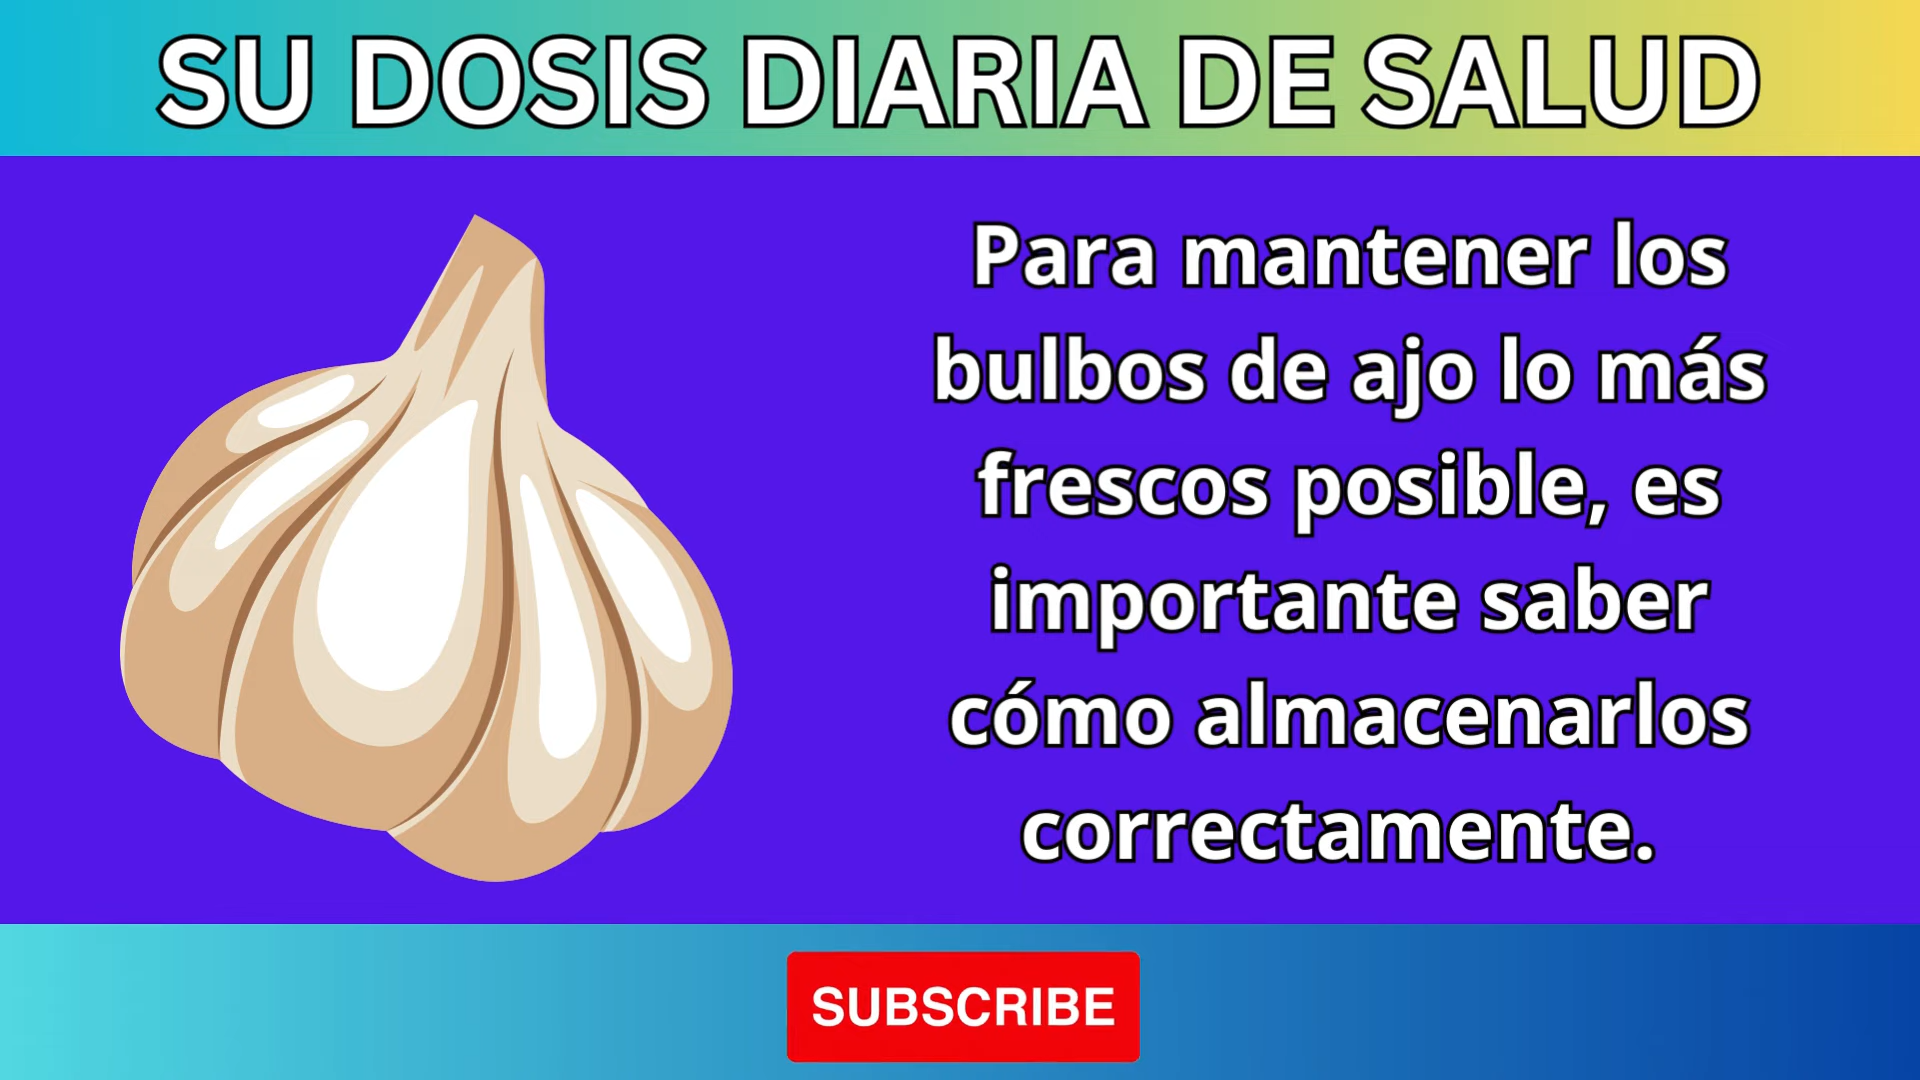 SU DOSIS DIARIA DE SALUD
Para mantener los
bulbos de ajo lo más
frescos posible, es
importante saber
cómo almacenarlos
correctamente.
SUBSCRIBE